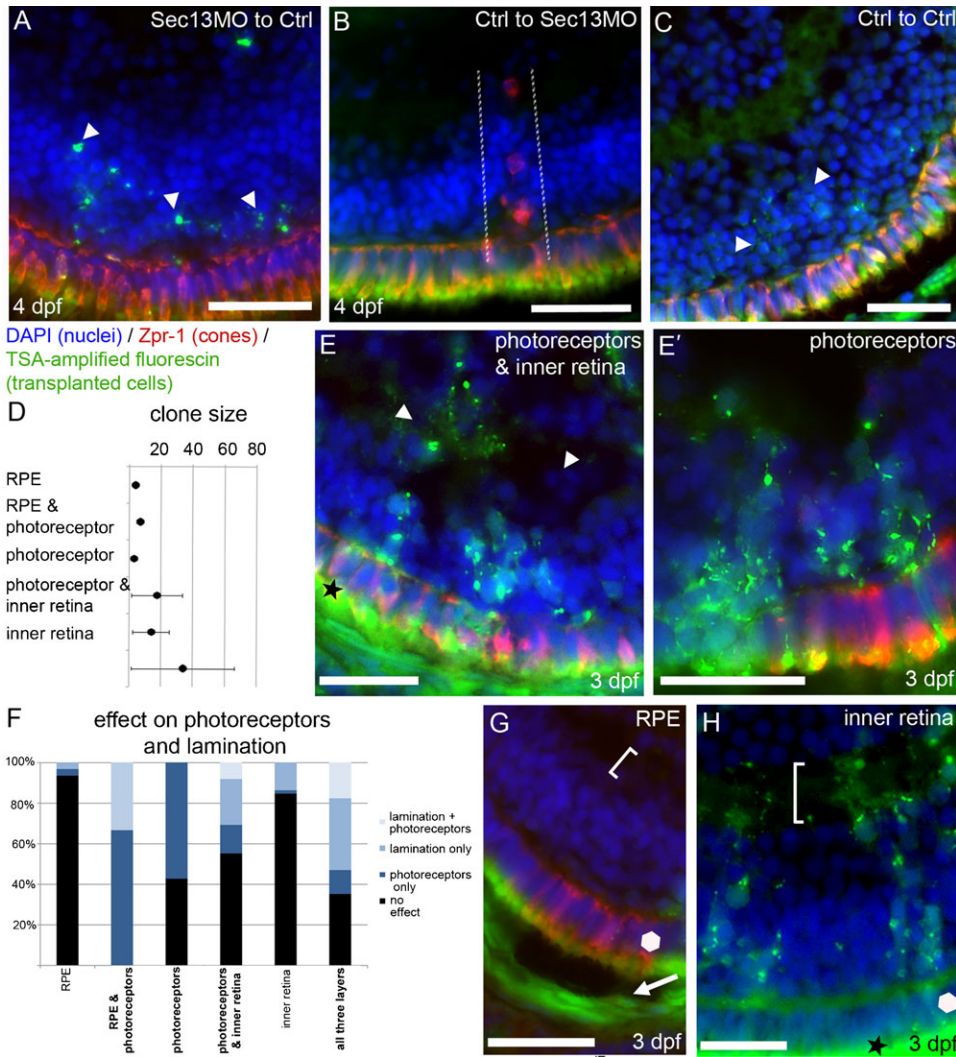 A
Sec13MO to Ctrl
4 dpf
B
Ctrl to Sec13MO
4 dpf
C
Ctrl to Ctrl
DAPI (nuclei) / Zpr-1 (cones) /
TSA-amplified fluorescin
(transplanted cells)
D
clone size
20 40 60 80
RPE
RPE &
photoreceptor
photoreceptor
photoreceptor &
inner retina
inner retina
E
photoreceptors
& inner retina
3 dpf
E'
photoreceptors
3 dpf
F
effect on photoreceptors
and lamination
100%
80%
60%
40%
20%
RPE
RPE &
photoreceptors
photoreceptors
photoreceptors
& inner retina
inner retina
all three layers
lamination +
photoreceptors
lamination only
photoreceptors
only
no
effect
G
RPE
3 dpf
H
inner retina
3 dpf